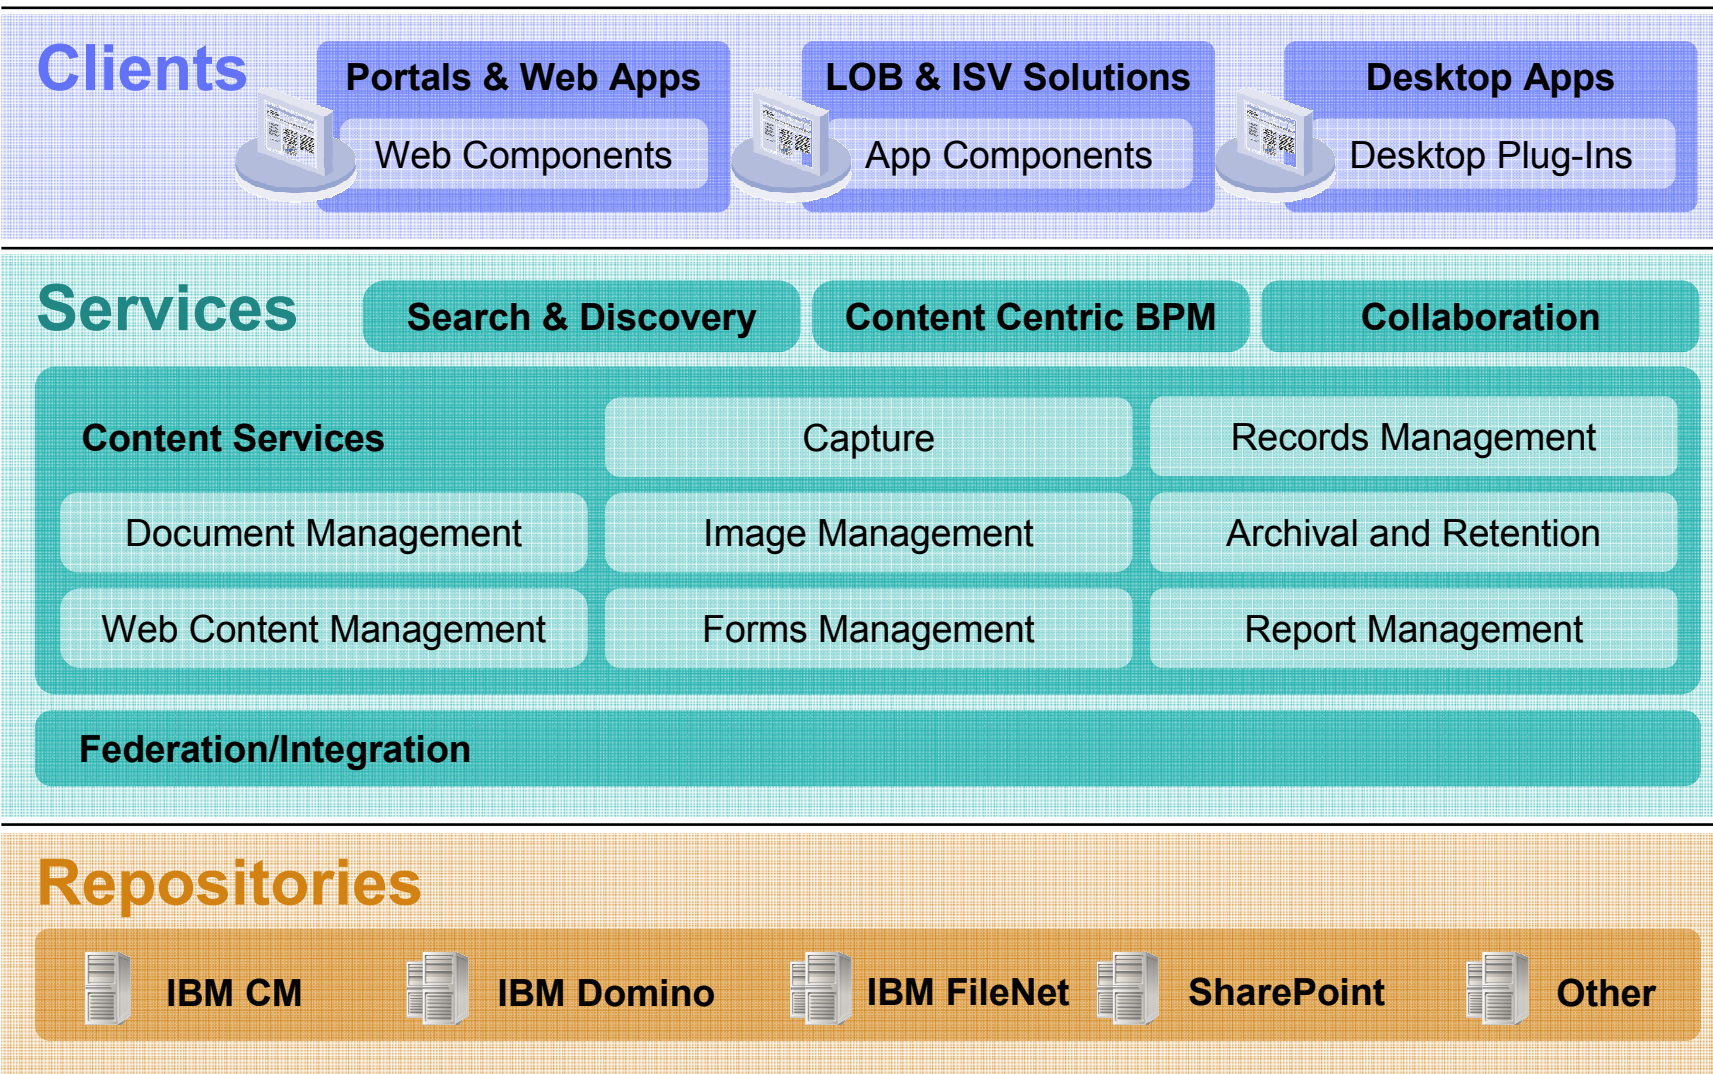 Clients
Portals & Web Apps
LOB & ISV Solutions
Desktop Apps
Web Components
App Components
Desktop Plug-Ins
Services
Search & Discovery
Content Centric BPM
Collaboration
Content Services
Capture
Records Management
Document Management
Image Management
Archival and Retention
Web Content Management
Forms Management
Report Management
Federation/Integration
Repositories
IBM CM
IBM Domino
IBM FileNet
SharePoint
Other